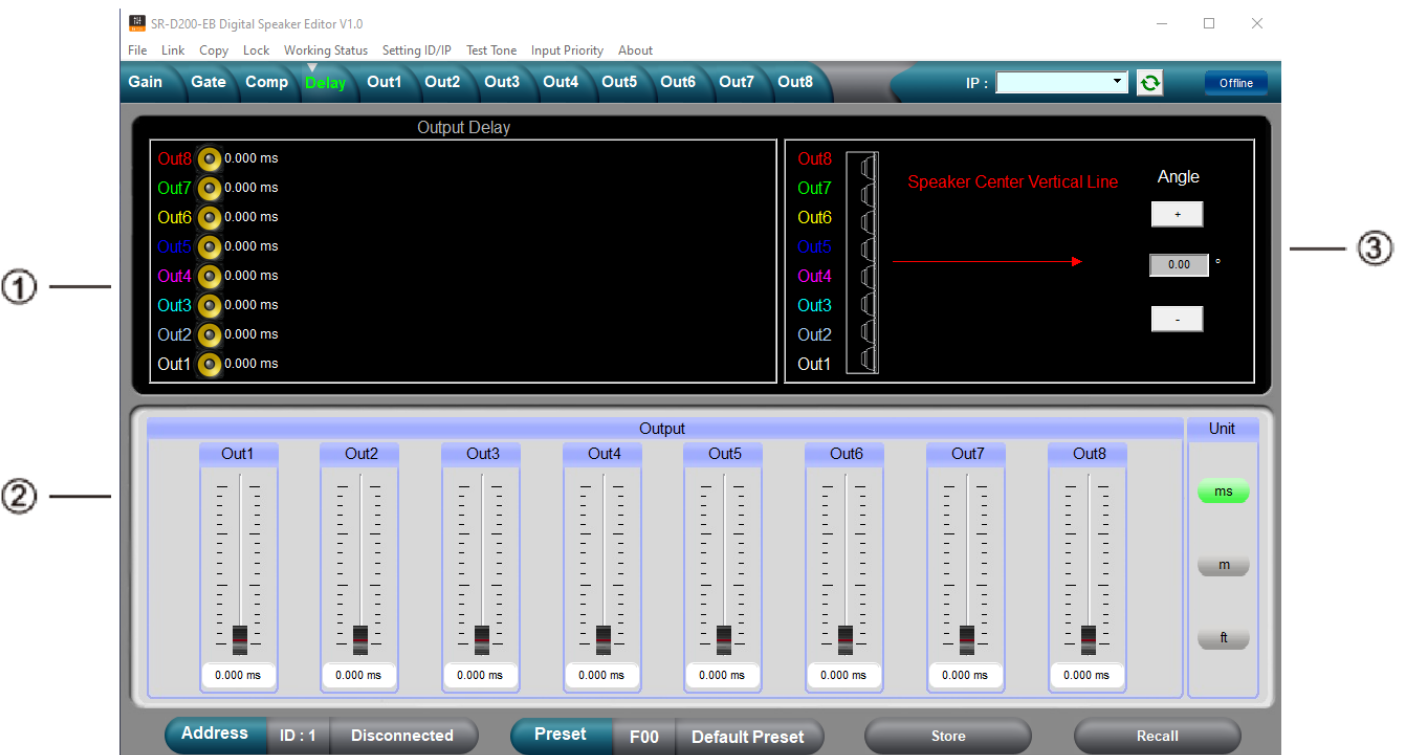 SR-D200-EB Digital Speaker Editor V1.0
File Link Copy Lock Working Status Setting ID/IP Test Tone Input Priority About
Gain Gate Comp Delay Out1 Out2 Out3 Out4 Out5 Out6 Out7 Out8 IP : Offline
Output Delay
Out8 0.000 ms
Out7 0.000 ms
Out6 0.000 ms
Out5 0.000 ms
Out4 0.000 ms
Out3 0.000 ms
Out2 0.000 ms
Out1 0.000 ms
Out8
Out7
Out6
Out5
Out4
Out3
Out2
Out1
Speaker Center Vertical Line
Angle
+
0.00 °
-
①
③
②
Output
Out1 Out2 Out3 Out4 Out5 Out6 Out7 Out8
0.000 ms 0.000 ms 0.000 ms 0.000 ms 0.000 ms 0.000 ms 0.000 ms 0.000 ms
Unit
ms
m
ft
Address ID : 1 Disconnected Preset F00 Default Preset Store Recall